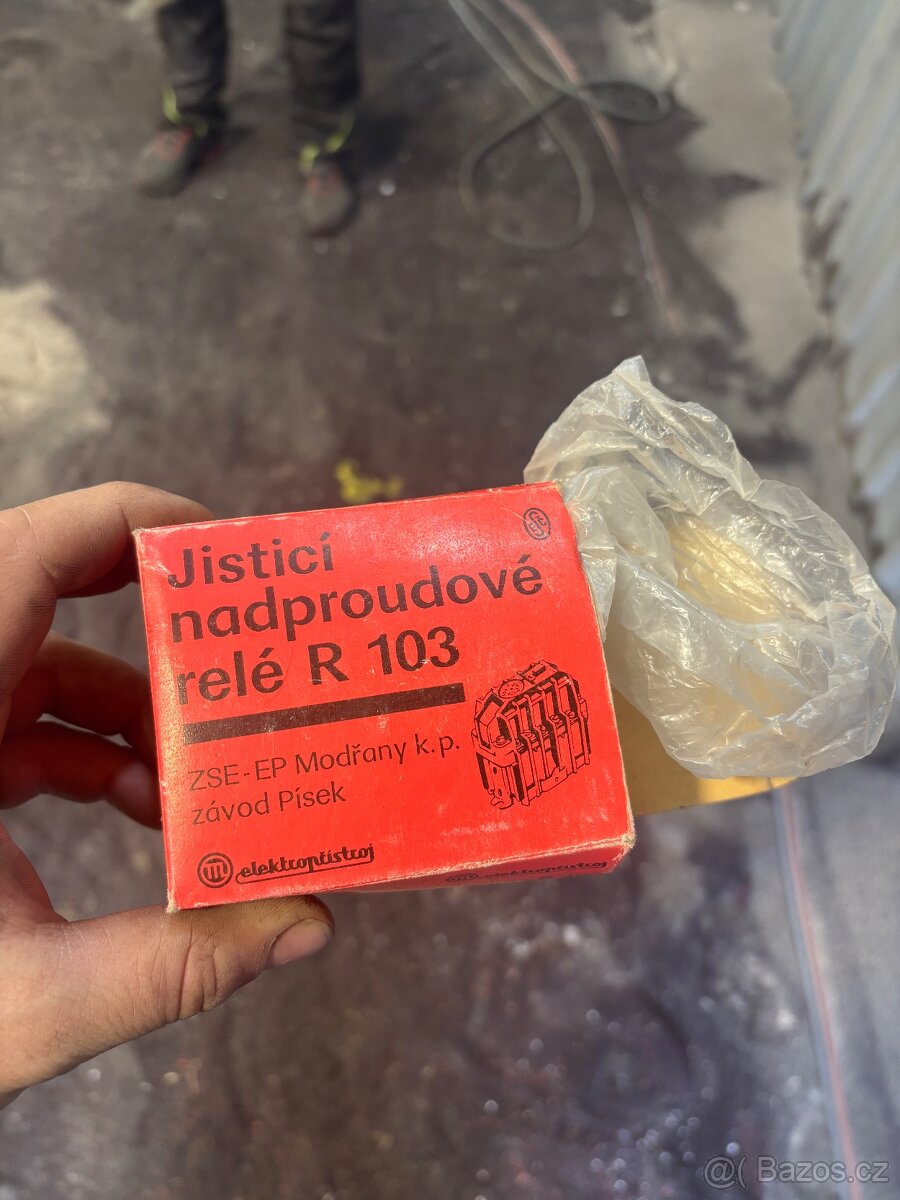 Jisticí
nadproudové
relé R 103
ZSE-EP Modřany k.p.
závod Písek
elektropřístroj
elektropřístroj
@( Bazos.cz